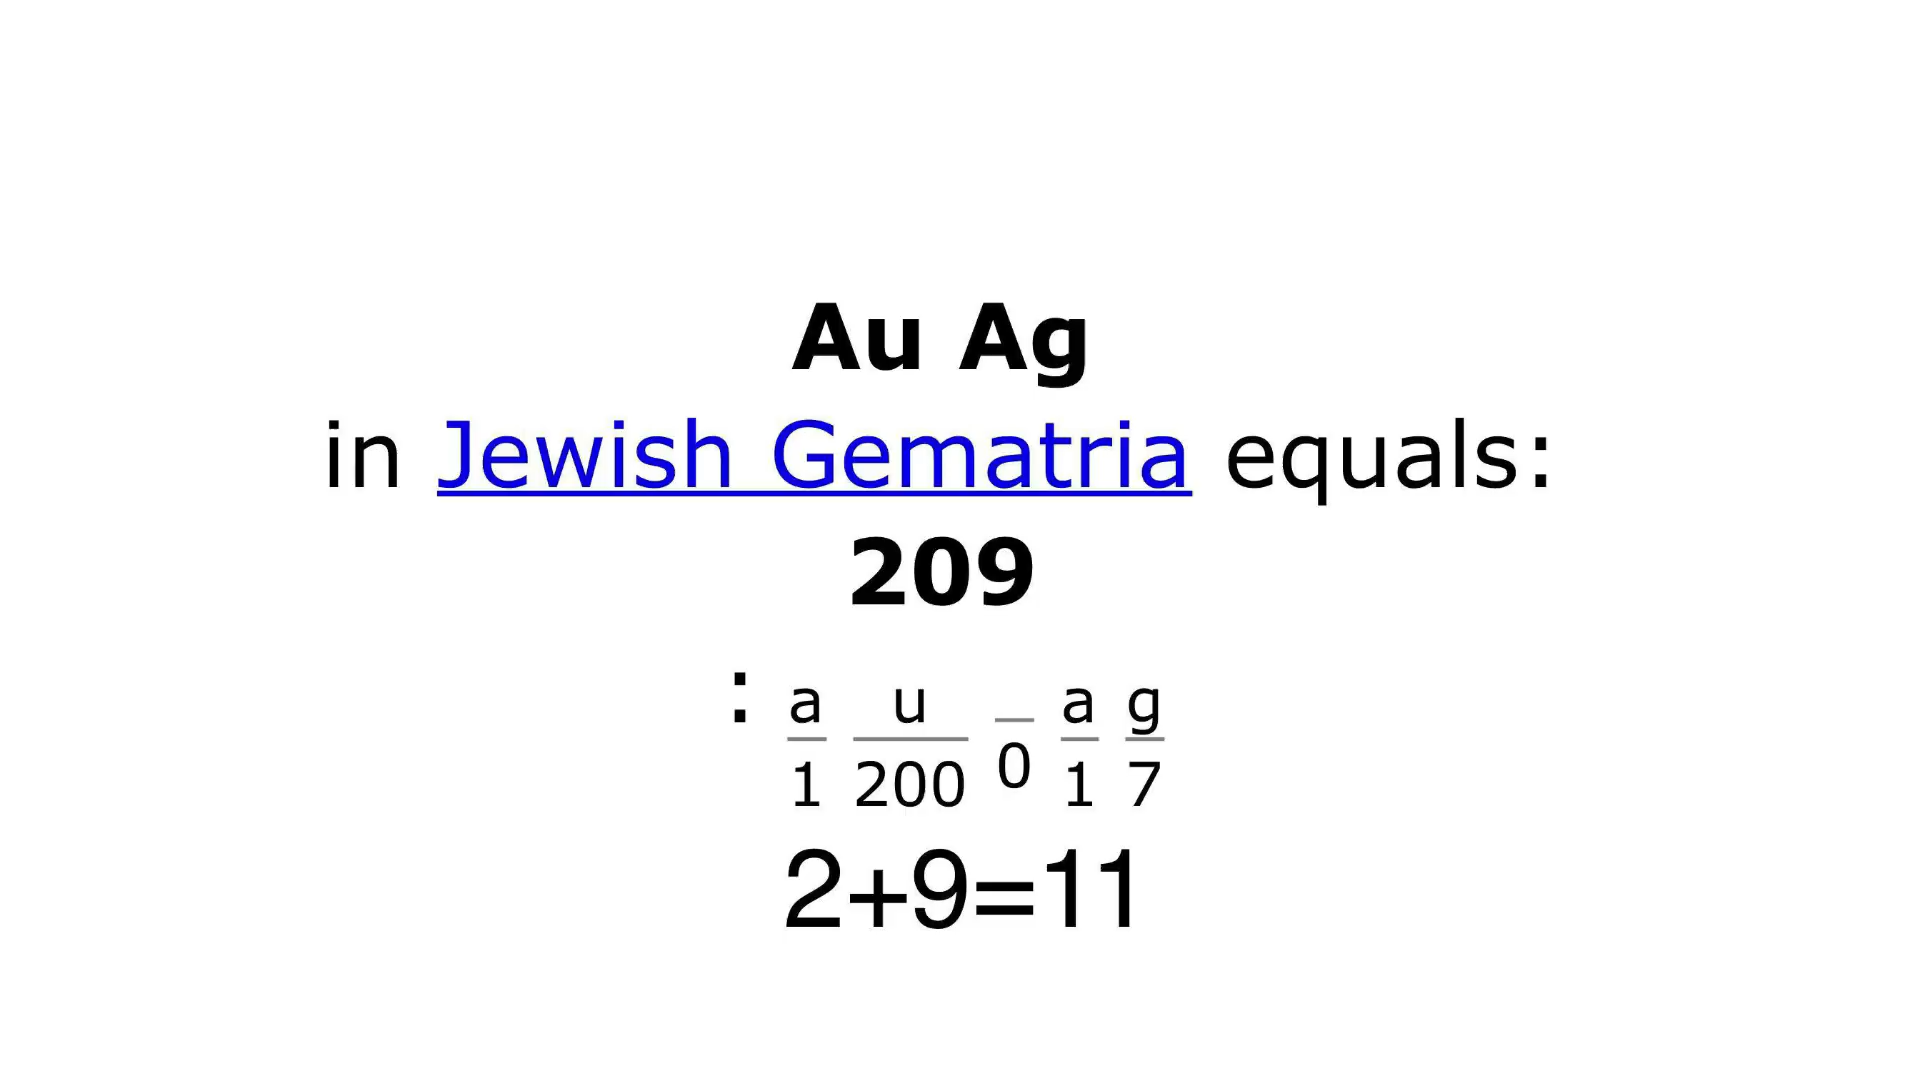 Au Ag
in Jewish Gematria equals:
209
: a u _ a g
1 200 0 1 7
2+9=11